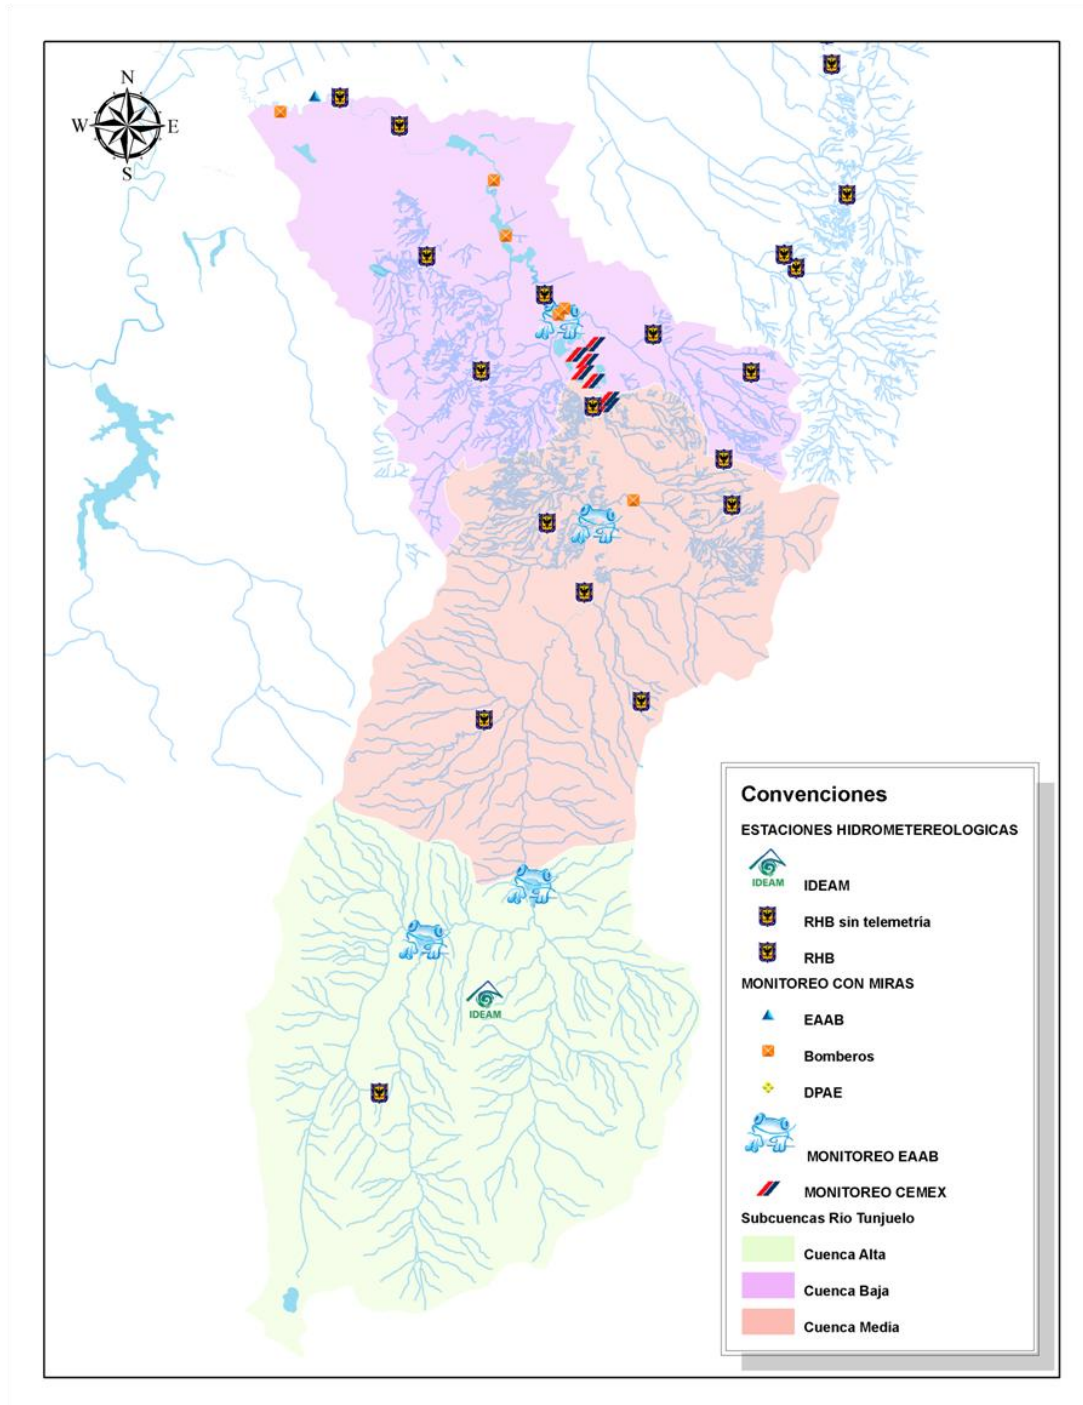 N
W E
S
Convenciones
ESTACIONES HIDROMETEREOLOGICAS
IDEAM
IDEAM
RHB sin telemetría
RHB
MONITOREO CON MIRAS
EAAB
Bomberos
DPAE
MONITOREO EAAB
MONITOREO CEMEX
Subcuencas Rio Tunjuelo
Cuenca Alta
Cuenca Baja
Cuenca Media
IDEAM